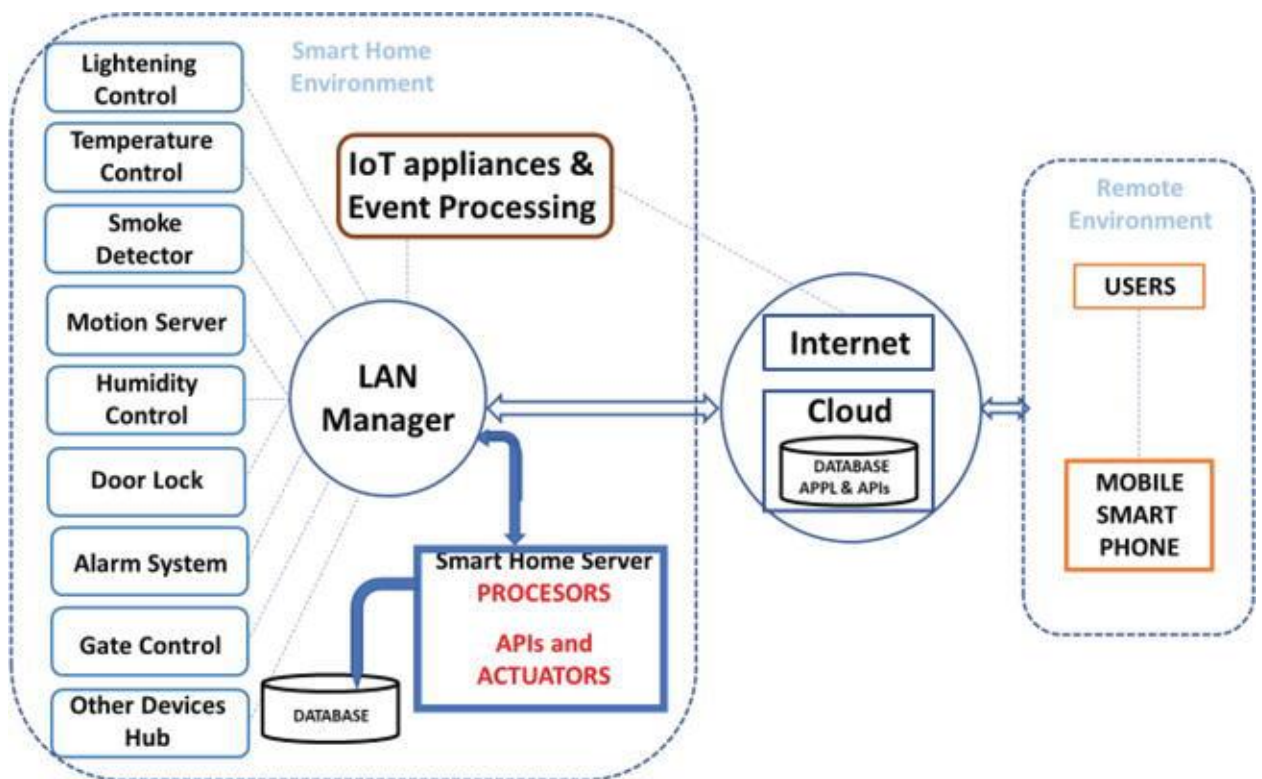 Smart Home
Environment
Lightening
Control
Temperature
Control
Smoke
Detector
Motion Server
Humidity
Control
Door Lock
Alarm System
Gate Control
Other Devices
Hub
IoT appliances &
Event Processing
LAN
Manager
Smart Home Server
PROCESORS
APIs and
ACTUATORS
DATABASE
Internet
Cloud
DATABASE
APPL & APIs
Remote
Environment
USERS
MOBILE
SMART
PHONE